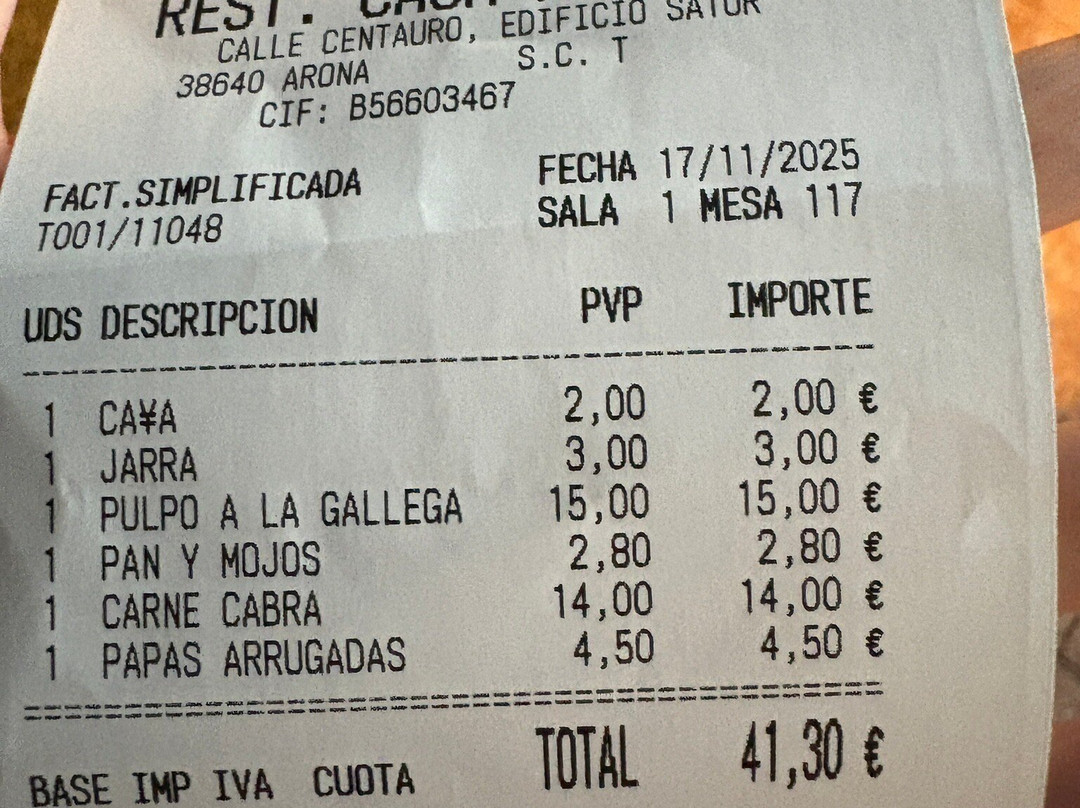 REST.
CALLE CENTAURO, EDIFICIO SATUR
38640 ARONA S.C. T
CIF: B56603467
FACT.SIMPLIFICADA FECHA 17/11/2025
T001/11048 SALA 1 MESA 117
UDS DESCRIPCION PVP IMPORTE
1 CA¥A 2,00 2,00 €
1 JARRA 3,00 3,00 €
1 PULPO A LA GALLEGA 15,00 15,00 €
1 PAN Y MOJOS 2,80 2,80 €
1 CARNE CABRA 14,00 14,00 €
1 PAPAS ARRUGADAS 4,50 4,50 €
TOTAL 41,30 €
BASE IMP IVA CUOTA